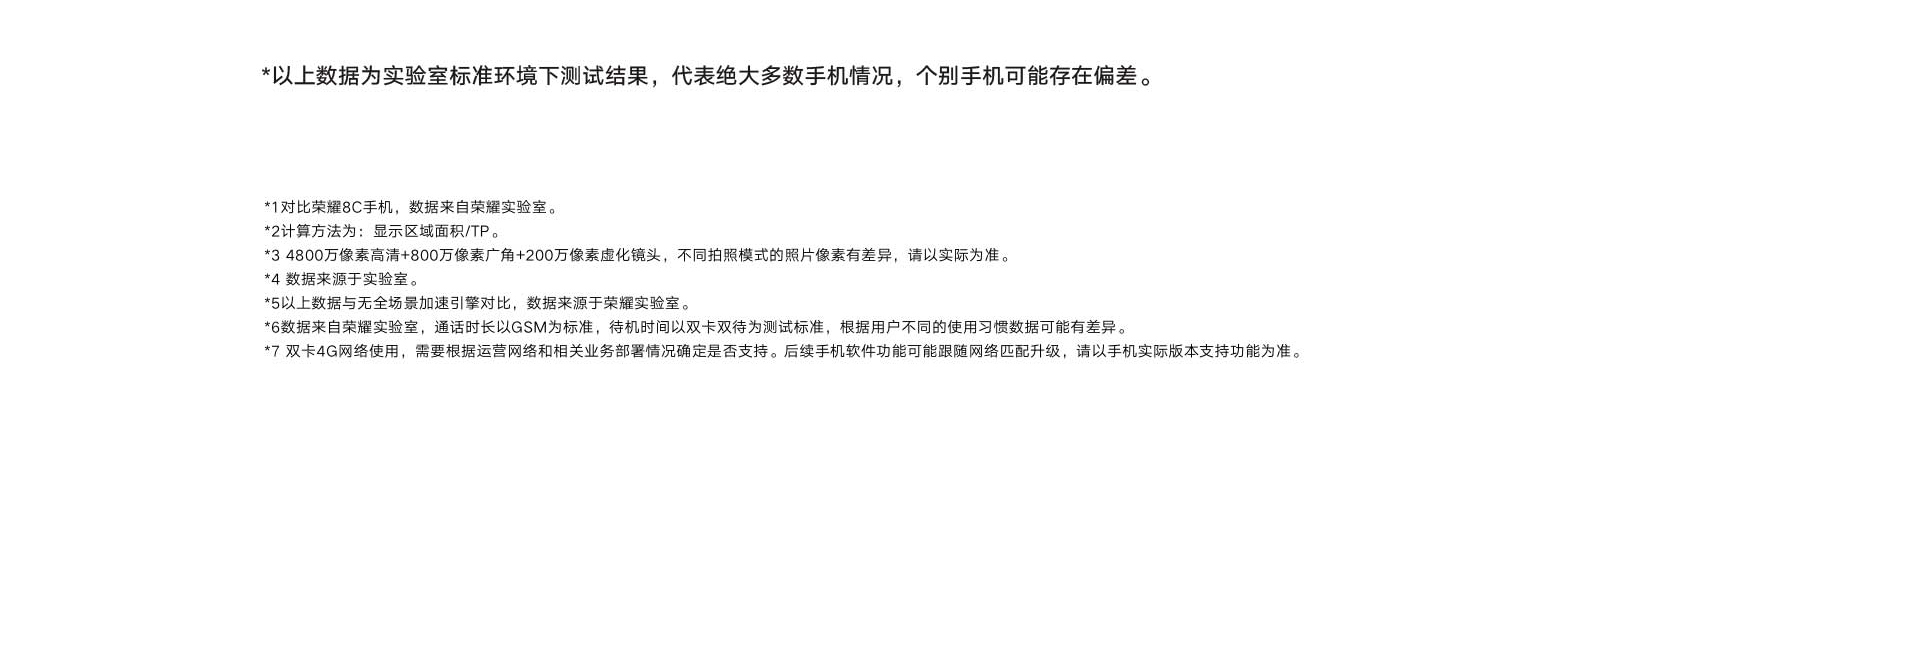 *以上数据为实验室标准环境下测试结果，代表绝大多数手机情况，个别手机可能存在偏差。
*1对比荣耀8C手机，数据来自荣耀实验室。
*2计算方法为：显示区域面积/TP。
*3 4800万像素高清+800万像素广角+200万像素虚化镜头，不同拍照模式的照片像素有差异，请以实际为准。
*4 数据来源于实验室。
*5以上数据与无全场景加速引擎对比，数据来源于荣耀实验室。
*6数据来自荣耀实验室，通话时长以GSM为标准，待机时间以双卡双待为测试标准，根据用户不同的使用习惯数据可能有差异。
*7 双卡4G网络使用，需要根据运营网络和相关业务部署情况确定是否支持。后续手机软件功能可能跟随网络匹配升级，请以手机实际版本支持功能为准。